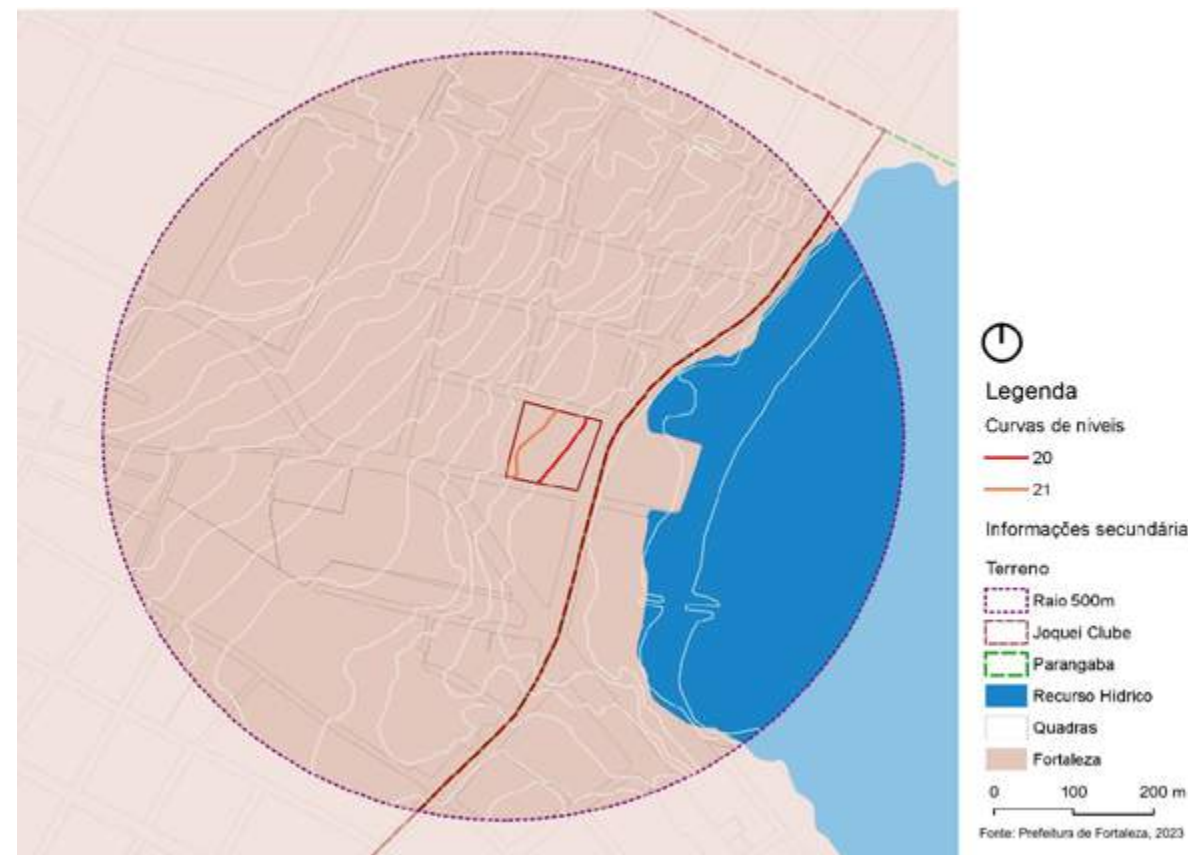 Legenda
Curvas de níveis
20
21
Informações secundária
Terreno
Raio 500m
Joquei Clube
Parangaba
Recurso Hídrico
Quadras
Fortaleza
0 100 200 m
Fonte: Prefeitura de Fortaleza, 2023